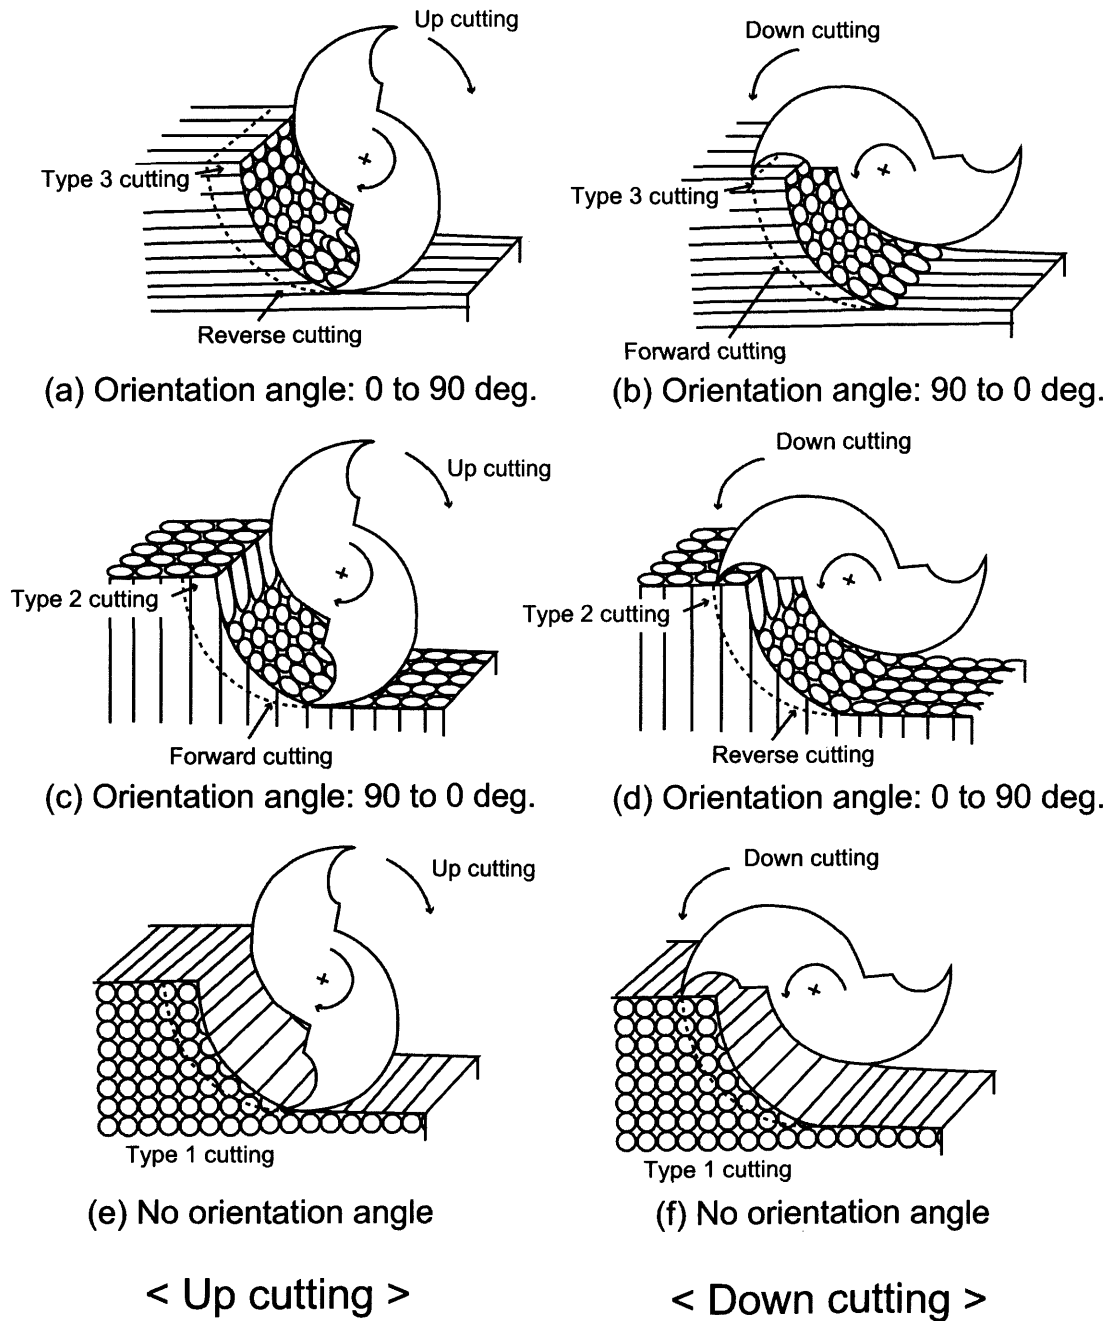 Up cutting
Type 3 cutting
Reverse cutting
(a) Orientation angle: 0 to 90 deg.
Down cutting
Type 3 cutting
Forward cutting
(b) Orientation angle: 90 to 0 deg.
Up cutting
Type 2 cutting
Forward cutting
(c) Orientation angle: 90 to 0 deg.
Down cutting
Type 2 cutting
Reverse cutting
(d) Orientation angle: 0 to 90 deg.
Up cutting
Type 1 cutting
(e) No orientation angle
Down cutting
Type 1 cutting
(f) No orientation angle
< Up cutting >
< Down cutting >